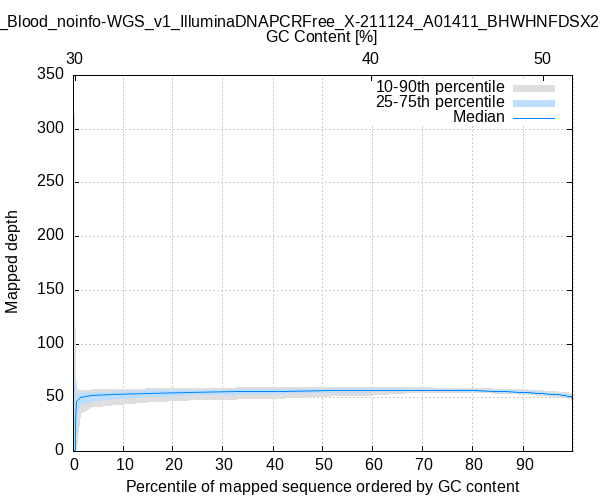 _Blood_noinfo-WGS_v1_IlluminaDNAPCRFree_X-211124_A01411_BHWHNFDSX2
GC Content [%]
30 40 50
350
10-90th percentile
25-75th percentile
Median
300
250
200
150
100
50
0
Mapped depth
0 10 20 30 40 50 60 70 80 90
Percentile of mapped sequence ordered by GC content